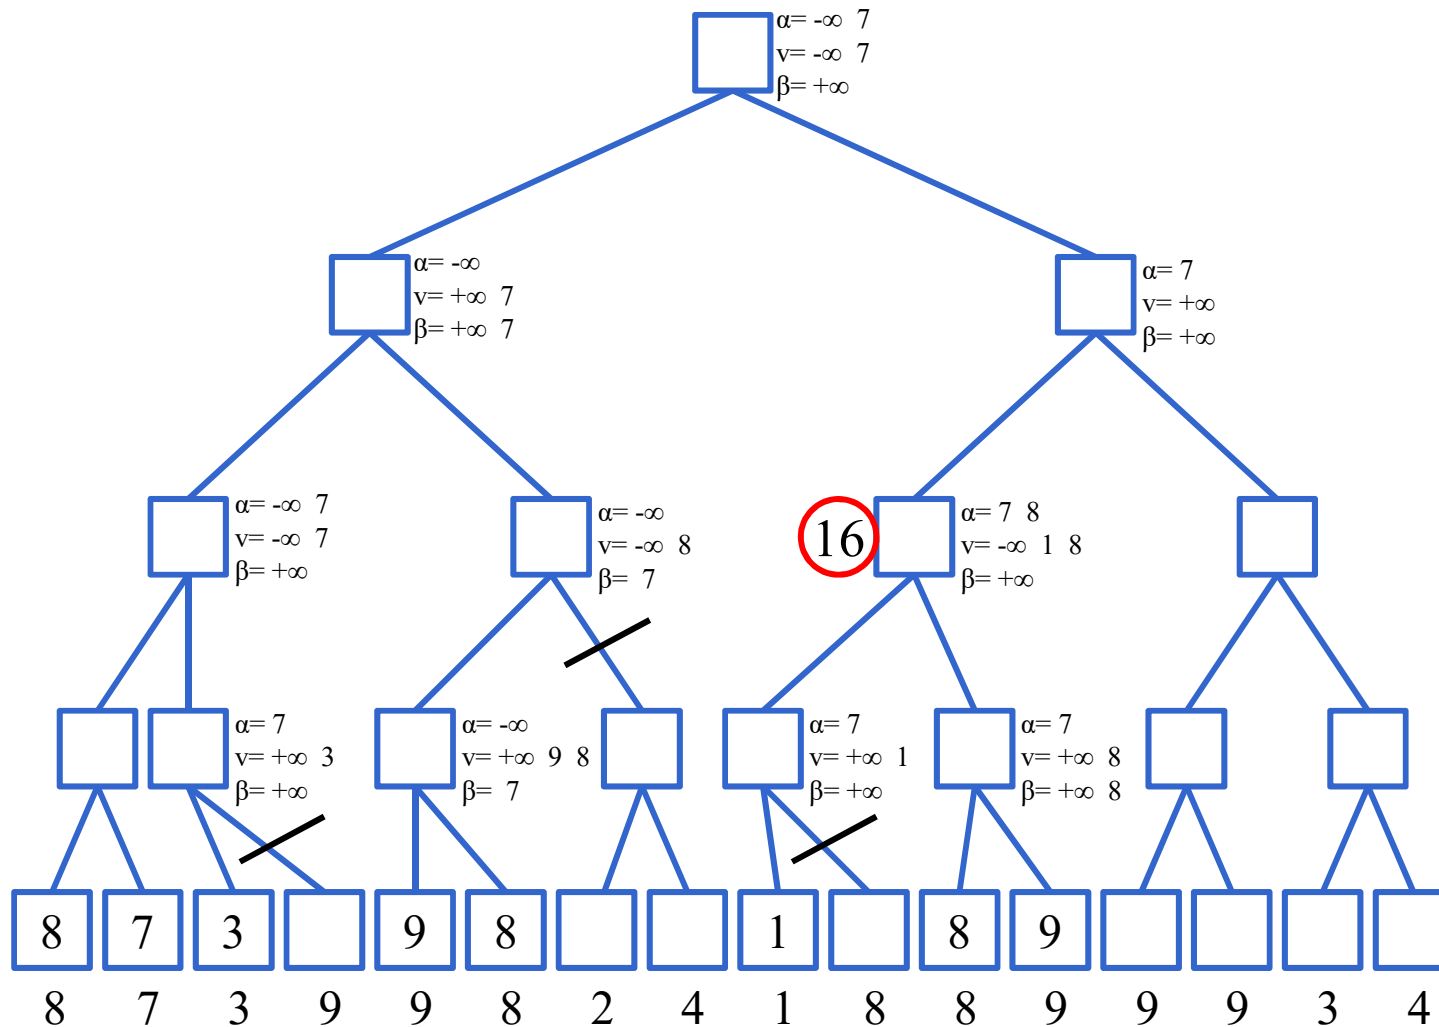 α= -∞ 7
v= -∞ 7
β= +∞
α= -∞
v= +∞ 7
β= +∞ 7
α= 7
v= +∞
β= +∞
α= -∞ 7
v= -∞ 7
β= +∞
α= -∞
v= -∞ 8
β= 7
16
α= 7 8
v= -∞ 1 8
β= +∞
α= 7
v= +∞ 3
β= +∞
α= -∞
v= +∞ 9 8
β= 7
α= 7
v= +∞ 1
β= +∞
α= 7
v= +∞ 8
β= +∞ 8
8 7 3 9 8 1 8 9
8 7 3 9 9 8 2 4 1 8 8 9 9 9 3 4